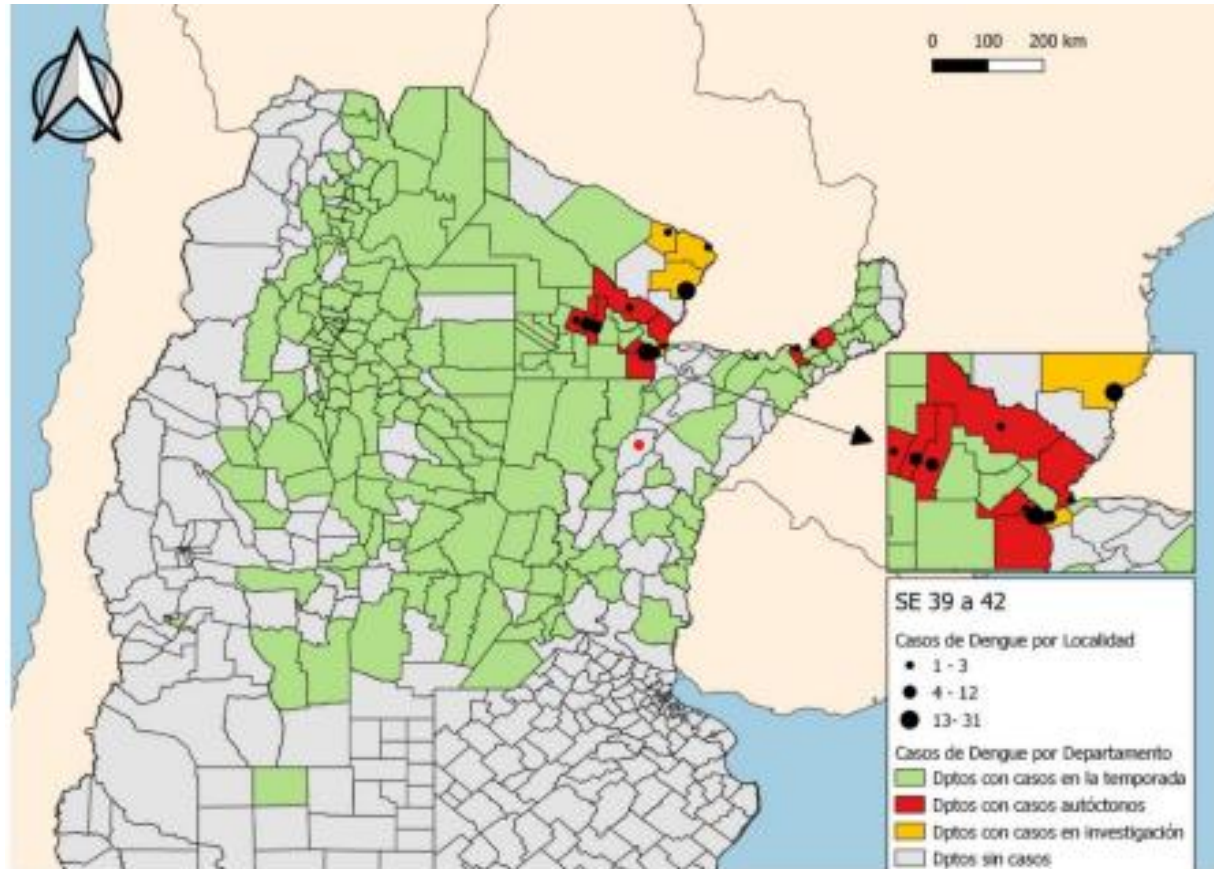 0 100 200 km
SE 39 a 42
Casos de Dengue por Localidad
1 - 3
4 - 12
13- 31
Casos de Dengue por Departamento
Dptos con casos en la temporada
Dptos con casos autóctonos
Dptos con casos en investigación
Dptos sin casos